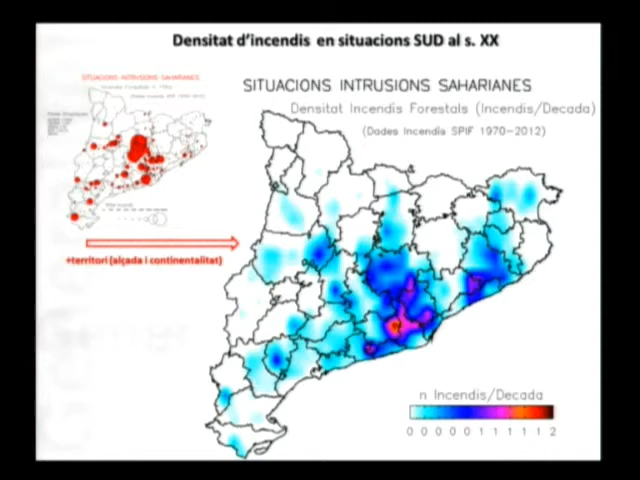 Densitat d'incendis en situacions SUD al s. XX
SITUACIONS INTRUSIONS SAHARIANES
SITUACIONS INTRUSIONS SAHARIANES
Densitat Incendis Forestals (Incendis/Decada)
(Dades Incendis SPIF 1970-2012)
+territori (alçada i continentalitat)
n Incendis/Decada
0 0 0 0 0 1 1 1 1 1 2